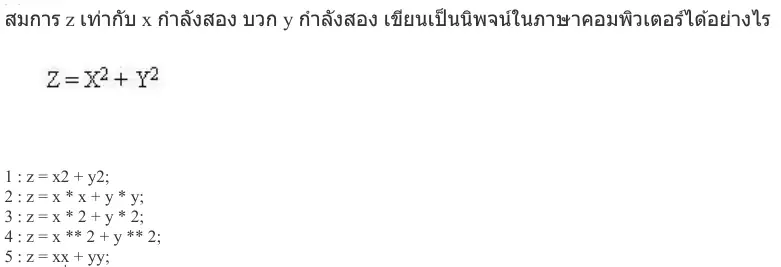 สมการ z เท่ากับ x กำลังสอง บวก y กำลังสอง เขียนเป็นนิพจน์ในภาษาคอมพิวเตอร์ได้อย่างไร
Z = X² + Y²
1 : z = x2 + y2;
2 : z = x * x + y * y;
3 : z = x * 2 + y * 2;
4 : z = x ** 2 + y ** 2;
5 : z = xx + yy;